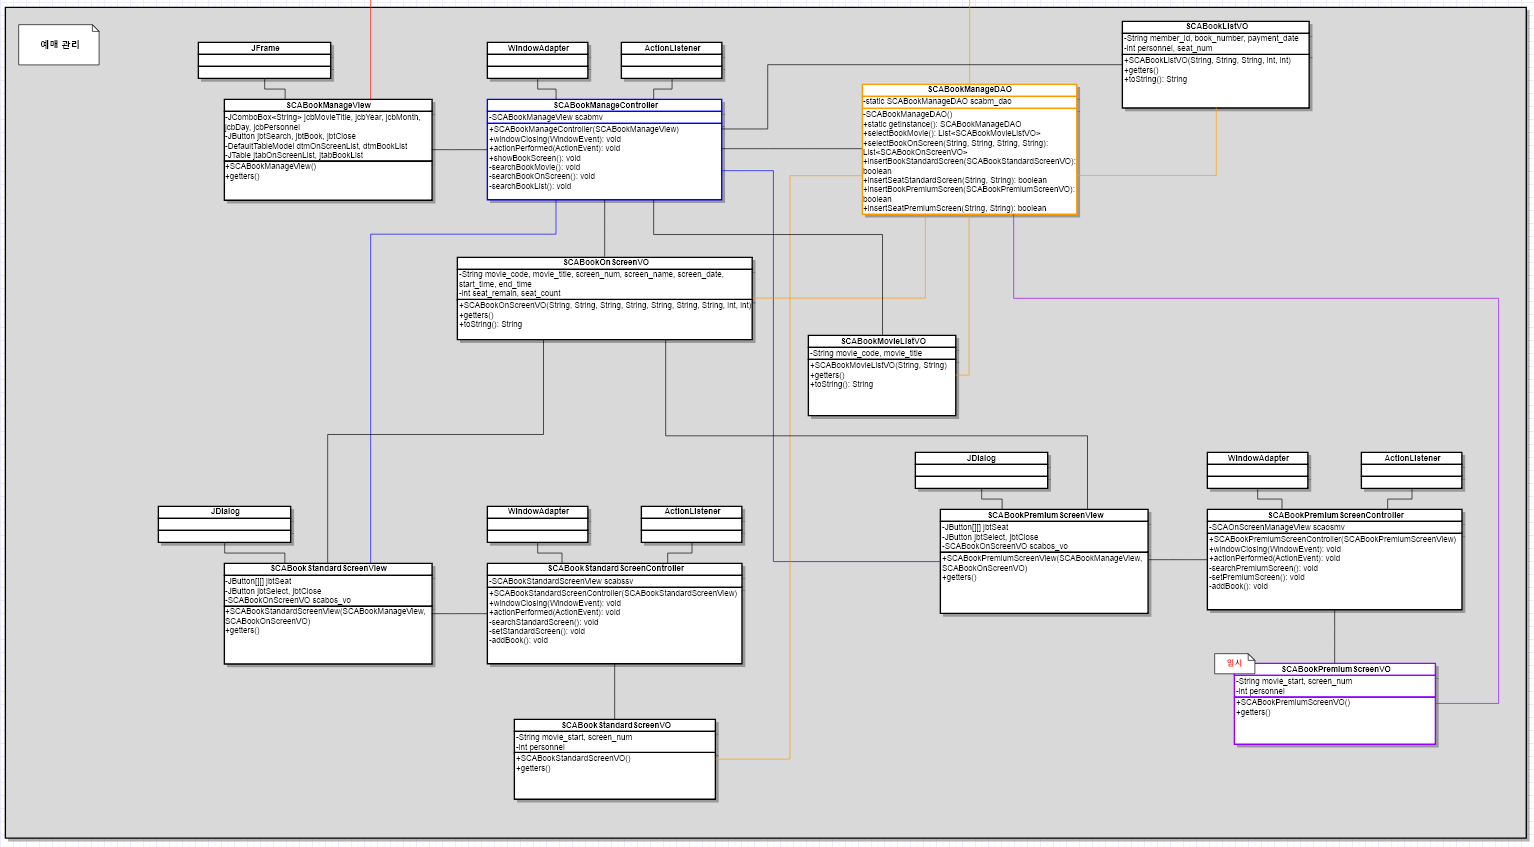 예매 관리
JFrame
SCABookManageView
-JComboBox<String> jcbMovieTitle, jcbYear, jcbMonth,
jcbDay, jcbPersonnel
-JButton jbtSearch, jbtBook, jbtClose
-DefaultTableModel dtmOnScreenList, dtmBookList
-JTable jtabOnScreenList, jtabBookList
+SCABookManageView()
+getters()
WindowAdapter
ActionListener
SCABookManageController
-SCABookManageView scabmv
+SCABookManageController(SCABookManageView)
+windowClosing(WindowEvent): void
+actionPerformed(ActionEvent): void
+showBookScreen(): void
-searchBookMovie(): void
-searchBookOnScreen(): void
-searchBookList(): void
SCABookManageDAO
-static SCABookManageDAO scabm_dao
-SCABookManageDAO()
+static getInstance(): SCABookManageDAO
+selectBookMovie(): List<SCABookMovieListVO>
+selectBookOnScreen(String, String, String, String):
List<SCABookOnScreenVO>
+insertBookStandardScreen(SCABookStandardScreenVO):
boolean
+insertSeatStandardScreen(String, String): boolean
+insertBookPremiumScreen(SCABookPremiumScreenVO):
boolean
+insertSeatPremiumScreen(String, String): boolean
SCABookListVO
-String member_id, book_number, payment_date
-int personnel, seat_num
+SCABookListVO(String, String, String, int, int)
+getters()
+toString(): String
SCABookOnScreenVO
-String movie_code, movie_title, screen_num, screen_name, screen_date,
start_time, end_time
-int seat_remain, seat_count
+SCABookOnScreenVO(String, String, String, String, String, String, String, int, int)
+getters()
+toString(): String
SCABookMovieListVO
-String movie_code, movie_title
+SCABookMovieListVO(String, String)
+getters()
+toString(): String
JDialog
SCABookStandardScreenView
-JButton[][] jbtSeat
-JButton jbtSelect, jbtClose
-SCABookOnScreenVO scabos_vo
+SCABookStandardScreenView(SCABookManageView,
SCABookOnScreenVO)
+getters()
WindowAdapter
ActionListener
SCABookStandardScreenController
-SCABookStandardScreenView scabssv
+SCABookStandardScreenController(SCABookStandardScreenView)
+windowClosing(WindowEvent): void
+actionPerformed(ActionEvent): void
-searchStandardScreen(): void
-setStandardScreen(): void
-addBook(): void
SCABookStandardScreenVO
-String movie_start, screen_num
-int personnel
+SCABookStandardScreenVO()
+getters()
JDialog
SCABookPremiumScreenView
-JButton[][] jbtSeat
-JButton jbtSelect, jbtClose
-SCABookOnScreenVO scabos_vo
+SCABookPremiumScreenView(SCABookManageView,
SCABookOnScreenVO)
+getters()
WindowAdapter
ActionListener
SCABookPremiumScreenController
-SCAOnScreenManageView scaosmv
+SCABookPremiumScreenController(SCABookPremiumScreenView)
+windowClosing(WindowEvent): void
+actionPerformed(ActionEvent): void
-searchPremiumScreen(): void
-setPremiumScreen(): void
-addBook(): void
일시
SCABookPremiumScreenVO
-String movie_start, screen_num
-int personnel
+SCABookPremiumScreenVO()
+getters()